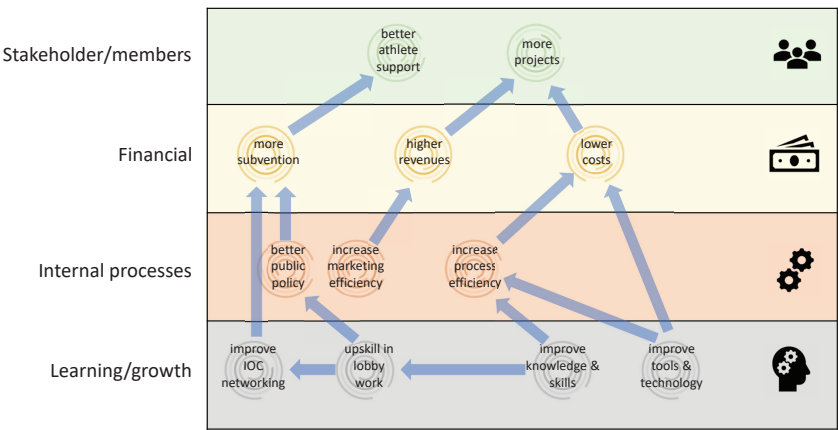 Stakeholder/members
better
athlete
support
more
projects
Financial
more
subvention
higher
revenues
lower
costs
Internal processes
better
public
policy
increase
marketing
efficiency
increase
process
efficiency
Learning/growth
improve
IOC
networking
upskill in
lobby
work
improve
knowledge &
skills
improve
tools &
technology